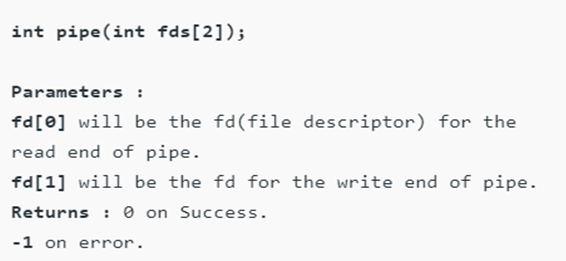 int pipe(int fds[2]);
Parameters :
fd[0] will be the fd(file descriptor) for the
read end of pipe.
fd[1] will be the fd for the write end of pipe.
Returns : 0 on Success.
-1 on error.